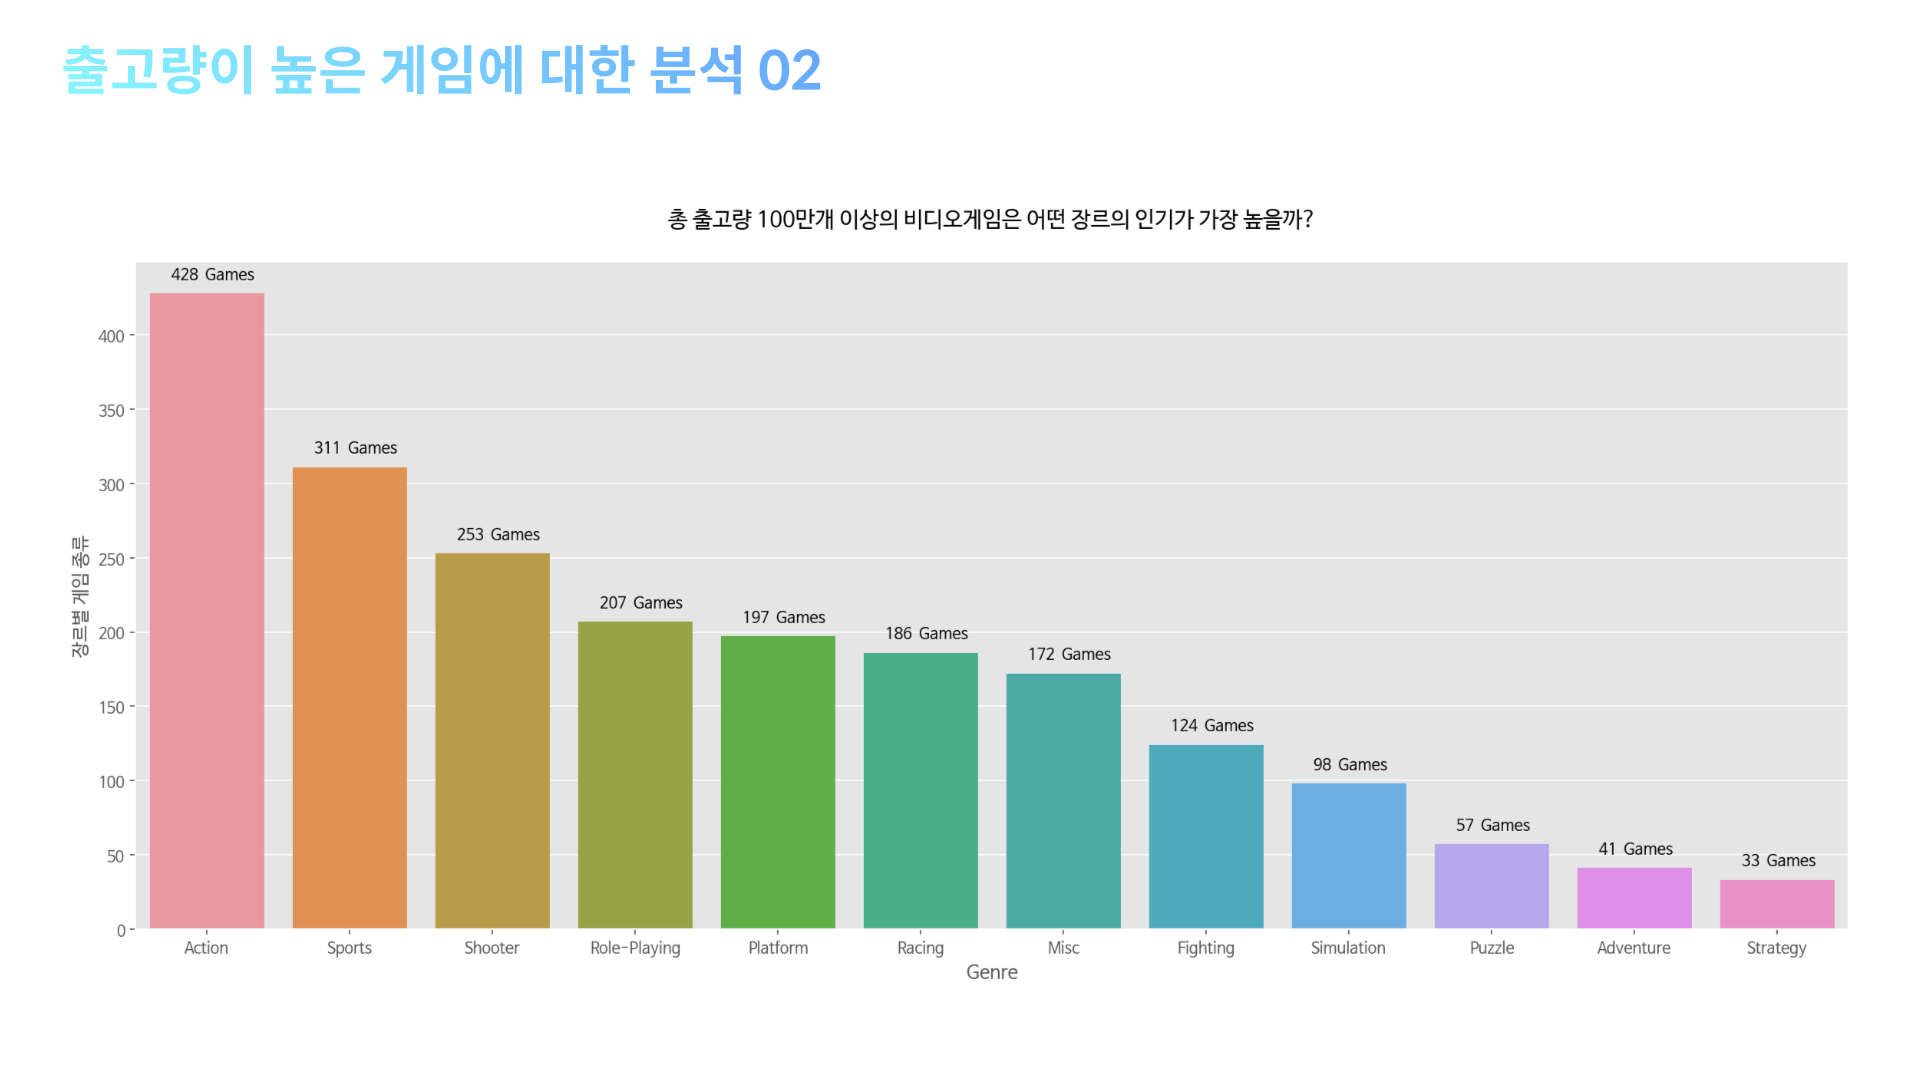 출고량이 높은 게임에 대한 분석 02
총 출고량 100만개 이상의 비디오게임은 어떤 장르의 인기가 가장 높을까?
428 Games
311 Games
253 Games
207 Games
197 Games
186 Games
172 Games
124 Games
98 Games
57 Games
41 Games
33 Games
400
350
300
250
200
150
100
50
0
장르별 게임 종류
Action Sports Shooter Role-Playing Platform Racing Misc Fighting Simulation Puzzle Adventure Strategy
Genre